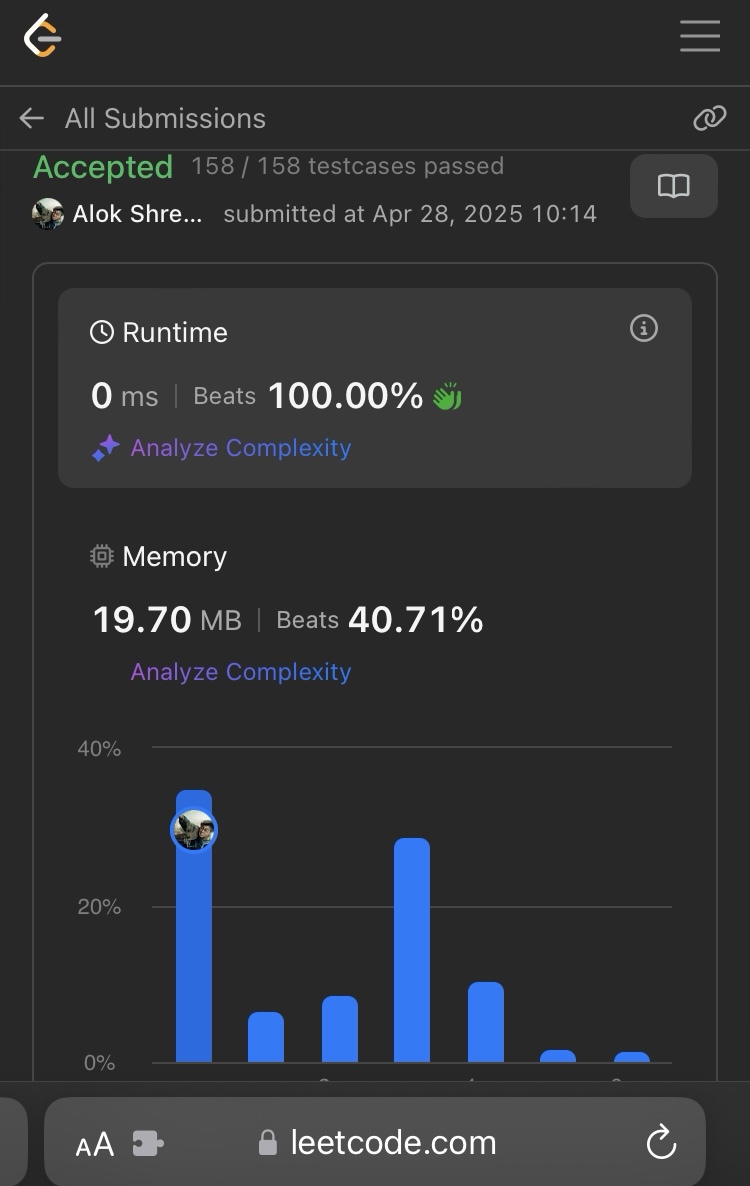 All Submissions
Accepted 158 / 158 testcases passed
Alok Shre... submitted at Apr 28, 2025 10:14
Runtime
0 ms | Beats 100.00%
Analyze Complexity
Memory
19.70 MB | Beats 40.71%
Analyze Complexity
40%
20%
0%
AA leetcode.com